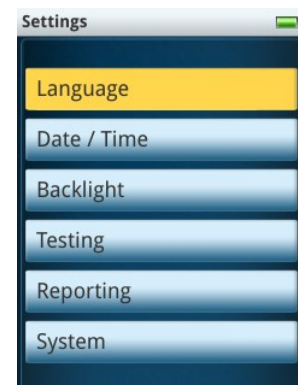 Settings
Language
Date / Time
Backlight
Testing
Reporting
System